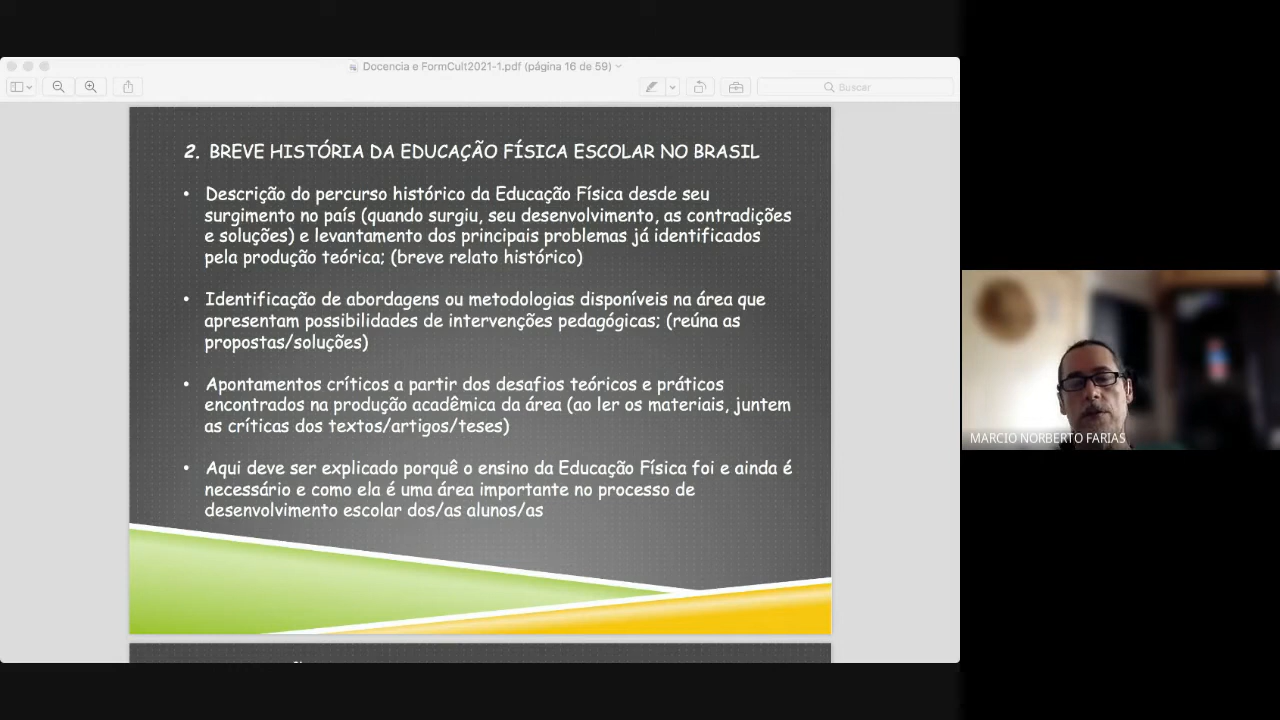 Docencia e FormCult2021-1.pdf (página 16 de 59)
Buscar
2. BREVE HISTÓRIA DA EDUCAÇÃO FÍSICA ESCOLAR NO BRASIL
• Descrição do percurso histórico da Educação Física desde seu
surgimento no país (quando surgiu, seu desenvolvimento, as contradições
e soluções) e levantamento dos principais problemas já identificados
pela produção teórica; (breve relato histórico)
• Identificação de abordagens ou metodologias disponíveis na área que
apresentam possibilidades de intervenções pedagógicas; (reúna as
propostas/soluções)
• Apontamentos críticos a partir dos desafios teóricos e práticos
encontrados na produção acadêmica da área (ao ler os materiais, juntem
as críticas dos textos/artigos/teses)
• Aqui deve ser explicado porquê o ensino da Educação Física foi e ainda é
necessário e como ela é uma área importante no processo de
desenvolvimento escolar dos/as alunos/as
MARCIO NORBERTO FARIAS